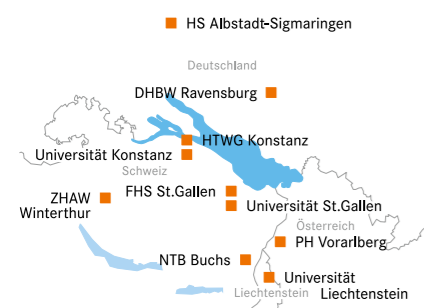 HS Albstadt-Sigmaringen
Deutschland
DHBW Ravensburg
HTWG Konstanz
Universität Konstanz
Schweiz
FHS St.Gallen
ZHAW
Winterthur
Universität St.Gallen
Österreich
PH Vorarlberg
NTB Buchs
Universität
Liechtenstein
Liechtenstein